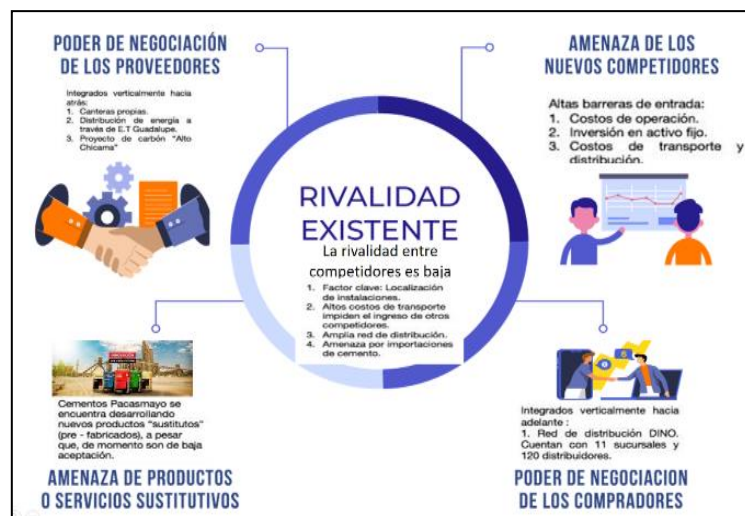 PODER DE NEGOCIACIÓN
DE LOS PROVEEDORES
Integrados verticalmente hacia
atrás:
1. Canteras propias.
2. Distribución de energía a
través de E.T Guadalupe.
3. Proyecto de carbón "Alto
Chicama"
AMENAZA DE LOS
NUEVOS COMPETIDORES
Altas barreras de entrada:
1. Costos de operación.
2. Inversión en activo fijo.
3. Costos de transporte y
distribución.
RIVALIDAD
EXISTENTE
La rivalidad entre
competidores es baja
1. Factor clave: Localización
de instalaciones.
2. Altos costos de transporte
impiden el ingreso de otros
competidores.
3. Amplia red de distribución.
4. Amenaza por importaciones
de cemento.
Cementos Pacasmayo se
encuentra desarrollando
nuevos productos "sustitutos"
(pre - fabricados), a pesar
que, de momento son de baja
aceptación.
AMENAZA DE PRODUCTOS
O SERVICIOS SUSTITUTIVOS
Integrados verticalmente hacia
adelante :
1. Red de distribución DINO.
Cuentan con 11 sucursales y
120 distribuidores.
PODER DE NEGOCIACION
DE LOS COMPRADORES